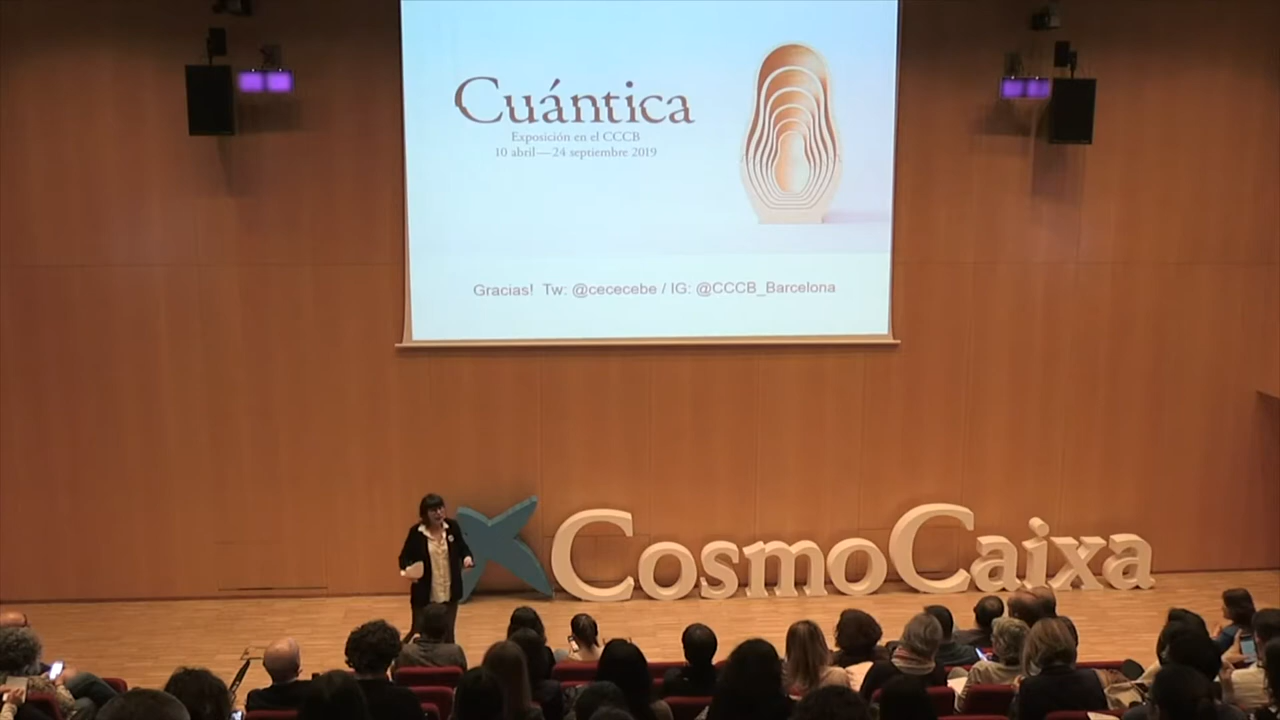 Cuántica
Exposición en el CCCB
10 abril—24 septiembre 2019
Gracias! Tw: @cececebe / IG: @CCCB_Barcelona
CosmoCaixa